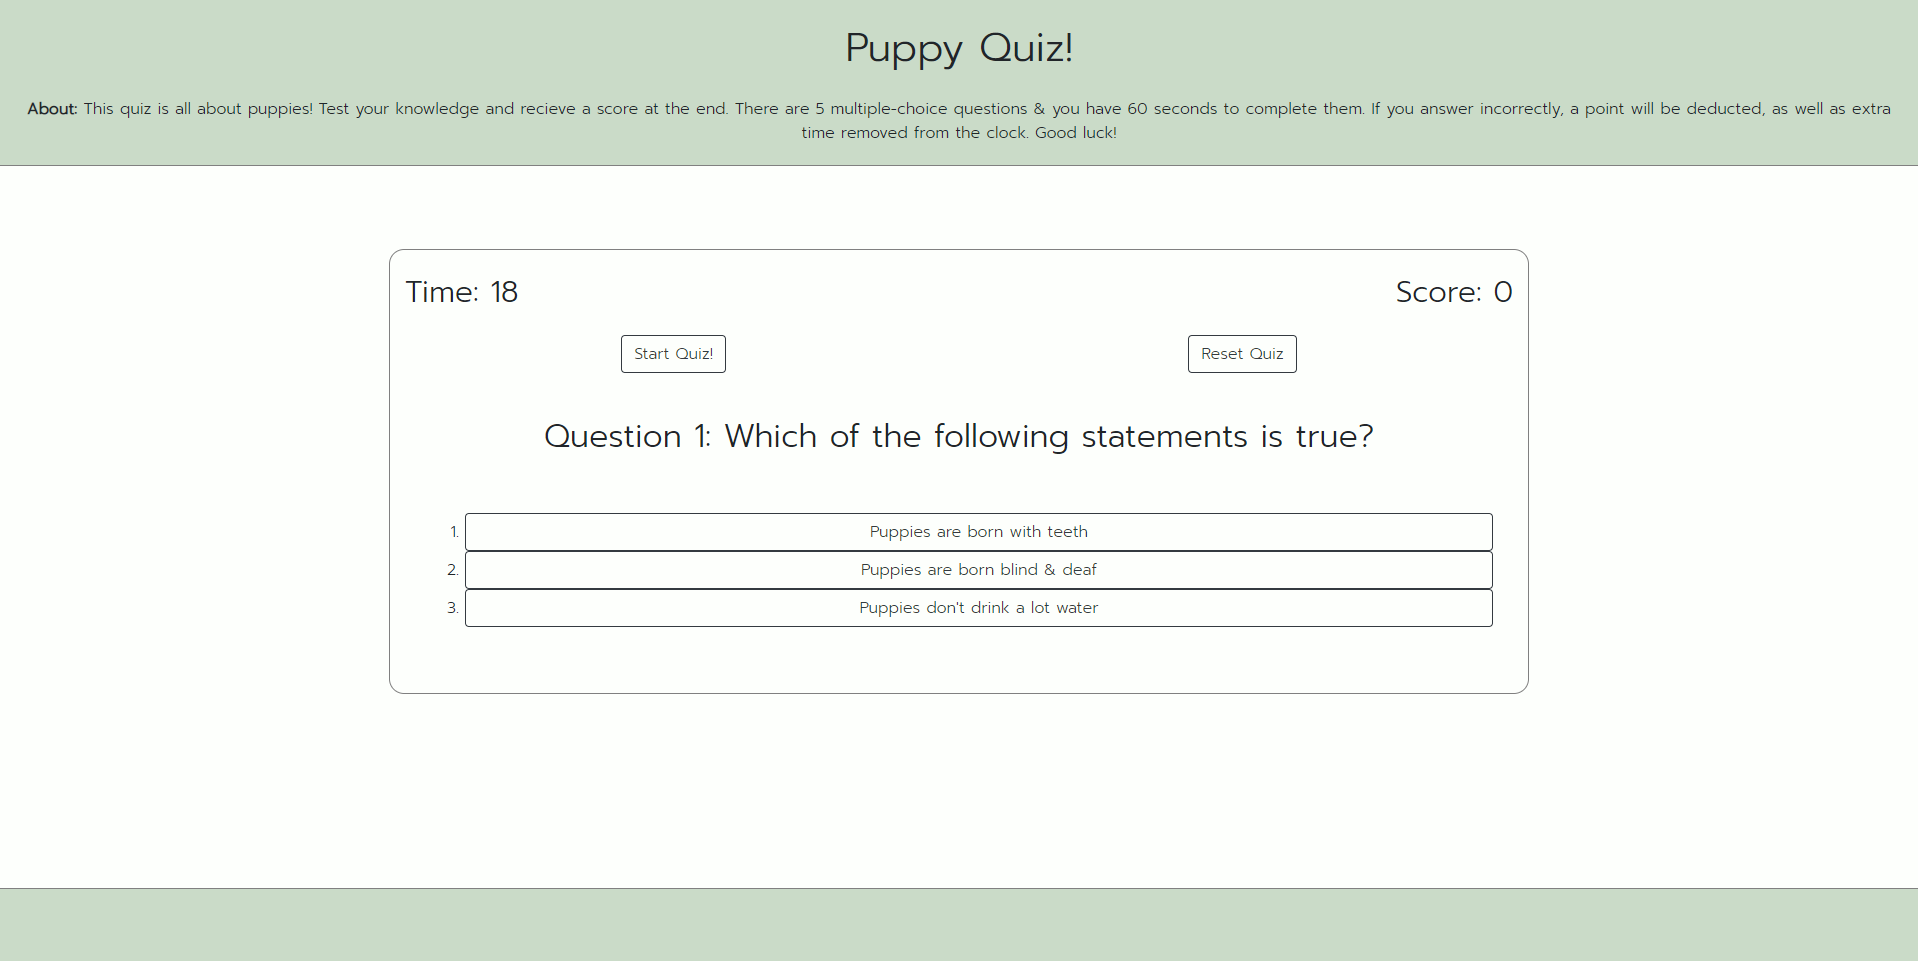 Puppy Quiz!
About: This quiz is all about puppies! Test your knowledge and recieve a score at the end. There are 5 multiple-choice questions & you have 60 seconds to complete them. If you answer incorrectly, a point will be deducted, as well as extra
time removed from the clock. Good luck!
Time: 18
Score: 0
Start Quiz!
Reset Quiz
Question 1: Which of the following statements is true?
1. Puppies are born with teeth
2. Puppies are born blind & deaf
3. Puppies don't drink a lot water